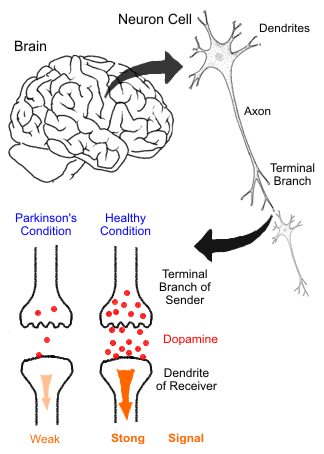 Neuron Cell
Dendrites
Brain
Axon
Terminal
Branch
Parkinson's
Condition
Healthy
Condition
Terminal
Branch of
Sender
Dopamine
Dendrite
of Receiver
Weak
Strong
Signal